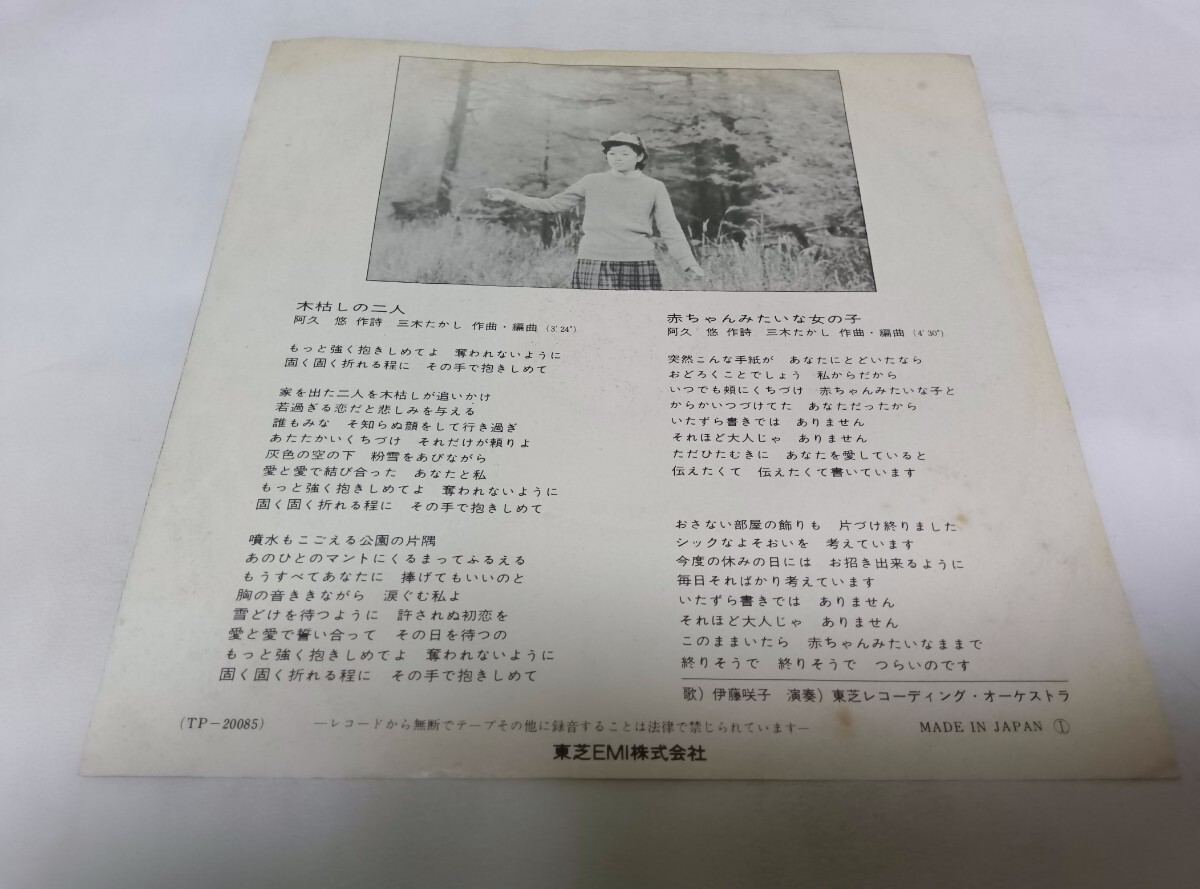 木枯しの二人
阿久　悠　作詩　三木たかし　作曲・編曲（3'24"）
もっと強く抱きしめてよ　奪われないように
固く固く折れる程に　その手で抱きしめて
家を出た二人を木枯しが追いかけ
若過ぎる恋だと悲しみを与える
誰もみな　そ知らぬ顔をして行き過ぎ
あたたかいくちづけ　それだけが頼りよ
灰色の空の下　粉雪をあびながら
愛と愛で結び合った　あなたと私
もっと強く抱きしめてよ　奪われないように
固く固く折れる程に　その手で抱きしめて
噴水もこごえる公園の片隅
あのひとのマントにくるまってふるえる
もうすべてあなたに　捧げてもいいのと
胸の音ききながら　涙ぐむ私よ
雪どけを待つように　許されぬ初恋を
愛と愛で誓い合って　その日を待つの
もっと強く抱きしめてよ　奪われないように
固く固く折れる程に　その手で抱きしめて
赤ちゃんみたいな女の子
阿久　悠　作詩　三木たかし　作曲・編曲（4'30"）
突然こんな手紙が　あなたにとどいたなら
おどろくことでしょう　私からだから
いつでも頬にくちづけ　赤ちゃんみたいな子と
からかいつづけてた　あなただったから
いたずら書きでは　ありません
それほど大人じゃ　ありません
ただひたむきに　あなたを愛していると
伝えたくて　伝えたくて書いています
おさない部屋の飾りも　片づけ終りました
シックなよそおいを　考えています
今度の休みの日には　お招き出来るように
毎日そればかり考えています
いたずら書きでは　ありません
それほど大人じゃ　ありません
このままいたら　赤ちゃんみたいなままで
終りそうで　終りそうで　つらいのです
歌）伊藤咲子　演奏）東芝レコーディング・オーケストラ
（TP－20085）　―レコードから無断でテープその他に録音することは法律で禁じられています―　MADE IN JAPAN Ⓣ
東芝EMI株式会社